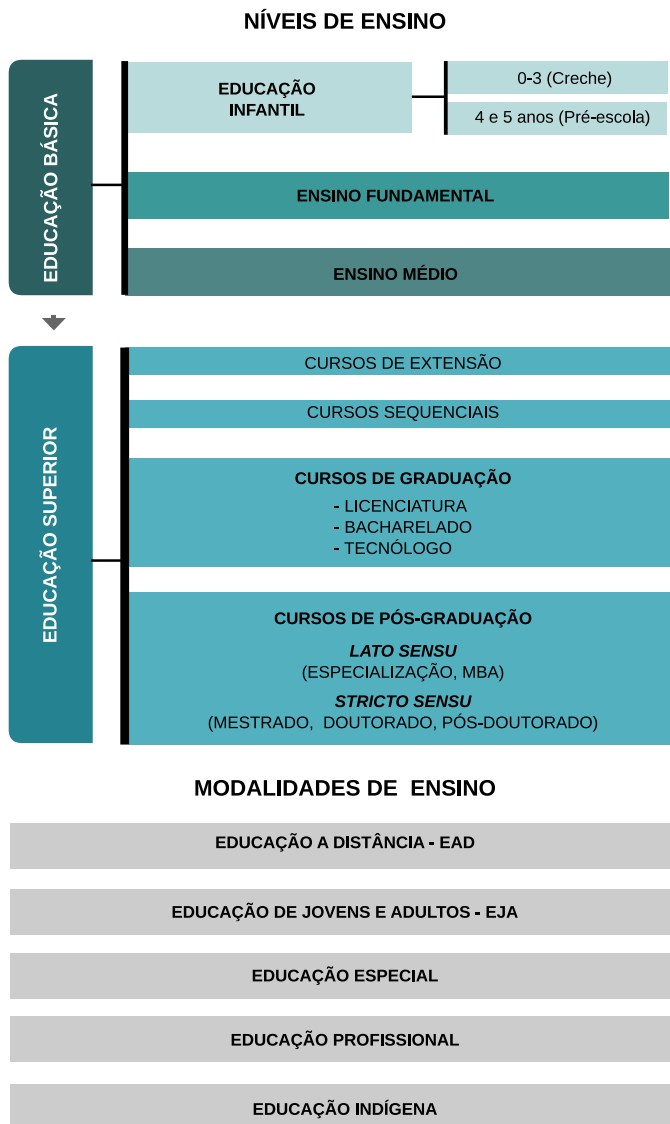 NÍVEIS DE ENSINO
EDUCAÇÃO BÁSICA
EDUCAÇÃO
INFANTIL
0-3 (Creche)
4 e 5 anos (Pré-escola)
ENSINO FUNDAMENTAL
ENSINO MÉDIO
EDUCAÇÃO SUPERIOR
CURSOS DE EXTENSÃO
CURSOS SEQUENCIAIS
CURSOS DE GRADUAÇÃO
- LICENCIATURA
- BACHARELADO
- TECNÓLOGO
CURSOS DE PÓS-GRADUAÇÃO
LATO SENSU
(ESPECIALIZAÇÃO, MBA)
STRICTO SENSU
(MESTRADO, DOUTORADO, PÓS-DOUTORADO)
MODALIDADES DE ENSINO
EDUCAÇÃO A DISTÂNCIA - EAD
EDUCAÇÃO DE JOVENS E ADULTOS - EJA
EDUCAÇÃO ESPECIAL
EDUCAÇÃO PROFISSIONAL
EDUCAÇÃO INDÍGENA